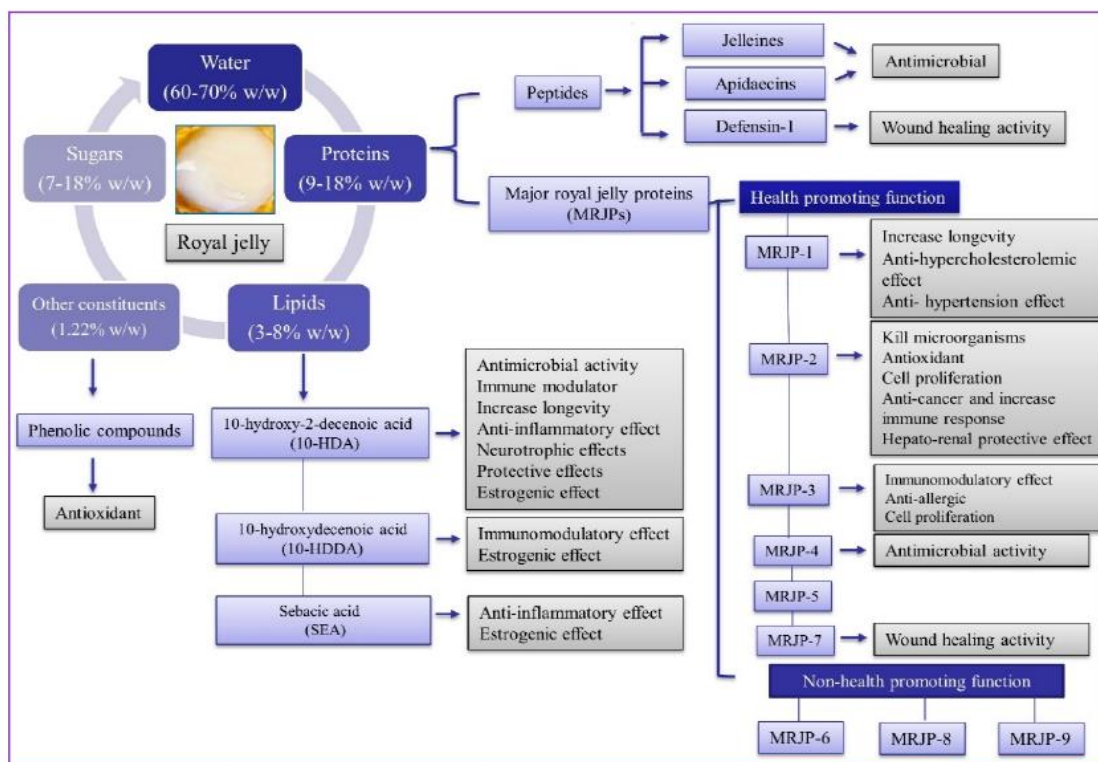 Water
(60-70% w/w)
Sugars
(7-18% w/w)
Proteins
(9-18% w/w)
Royal jelly
Other constituents
(1.22% w/w)
Lipids
(3-8% w/w)
Phenolic compounds
Antioxidant
10-hydroxy-2-decenoic acid
(10-HDA)
Antimicrobial activity
Immune modulator
Increase longevity
Anti-inflammatory effect
Neurotrophic effects
Protective effects
Estrogenic effect
10-hydroxydecenoic acid
(10-HDDA)
Immunomodulatory effect
Estrogenic effect
Sebacic acid
(SEA)
Anti-inflammatory effect
Estrogenic effect
Peptides
Jelleines
Apidaecins
Antimicrobial
Defensin-1
Wound healing activity
Major royal jelly proteins
(MRJPs)
Health promoting function
MRJP-1
Increase longevity
Anti-hypercholesterolemic
effect
Anti- hypertension effect
MRJP-2
Kill microorganisms
Antioxidant
Cell proliferation
Anti-cancer and increase
immune response
Hepato-renal protective effect
MRJP-3
Immunomodulatory effect
Anti-allergic
Cell proliferation
MRJP-4
Antimicrobial activity
MRJP-5
MRJP-7
Wound healing activity
Non-health promoting function
MRJP-6
MRJP-8
MRJP-9